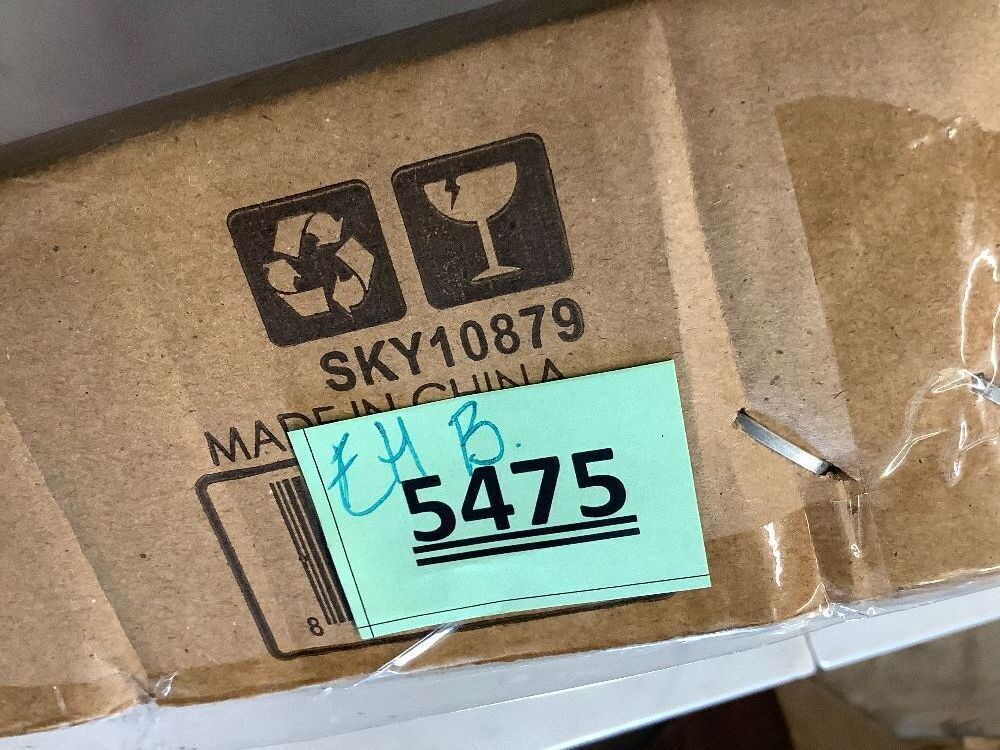 SKY10879
MADE IN CHINA
EH B.
5475
8